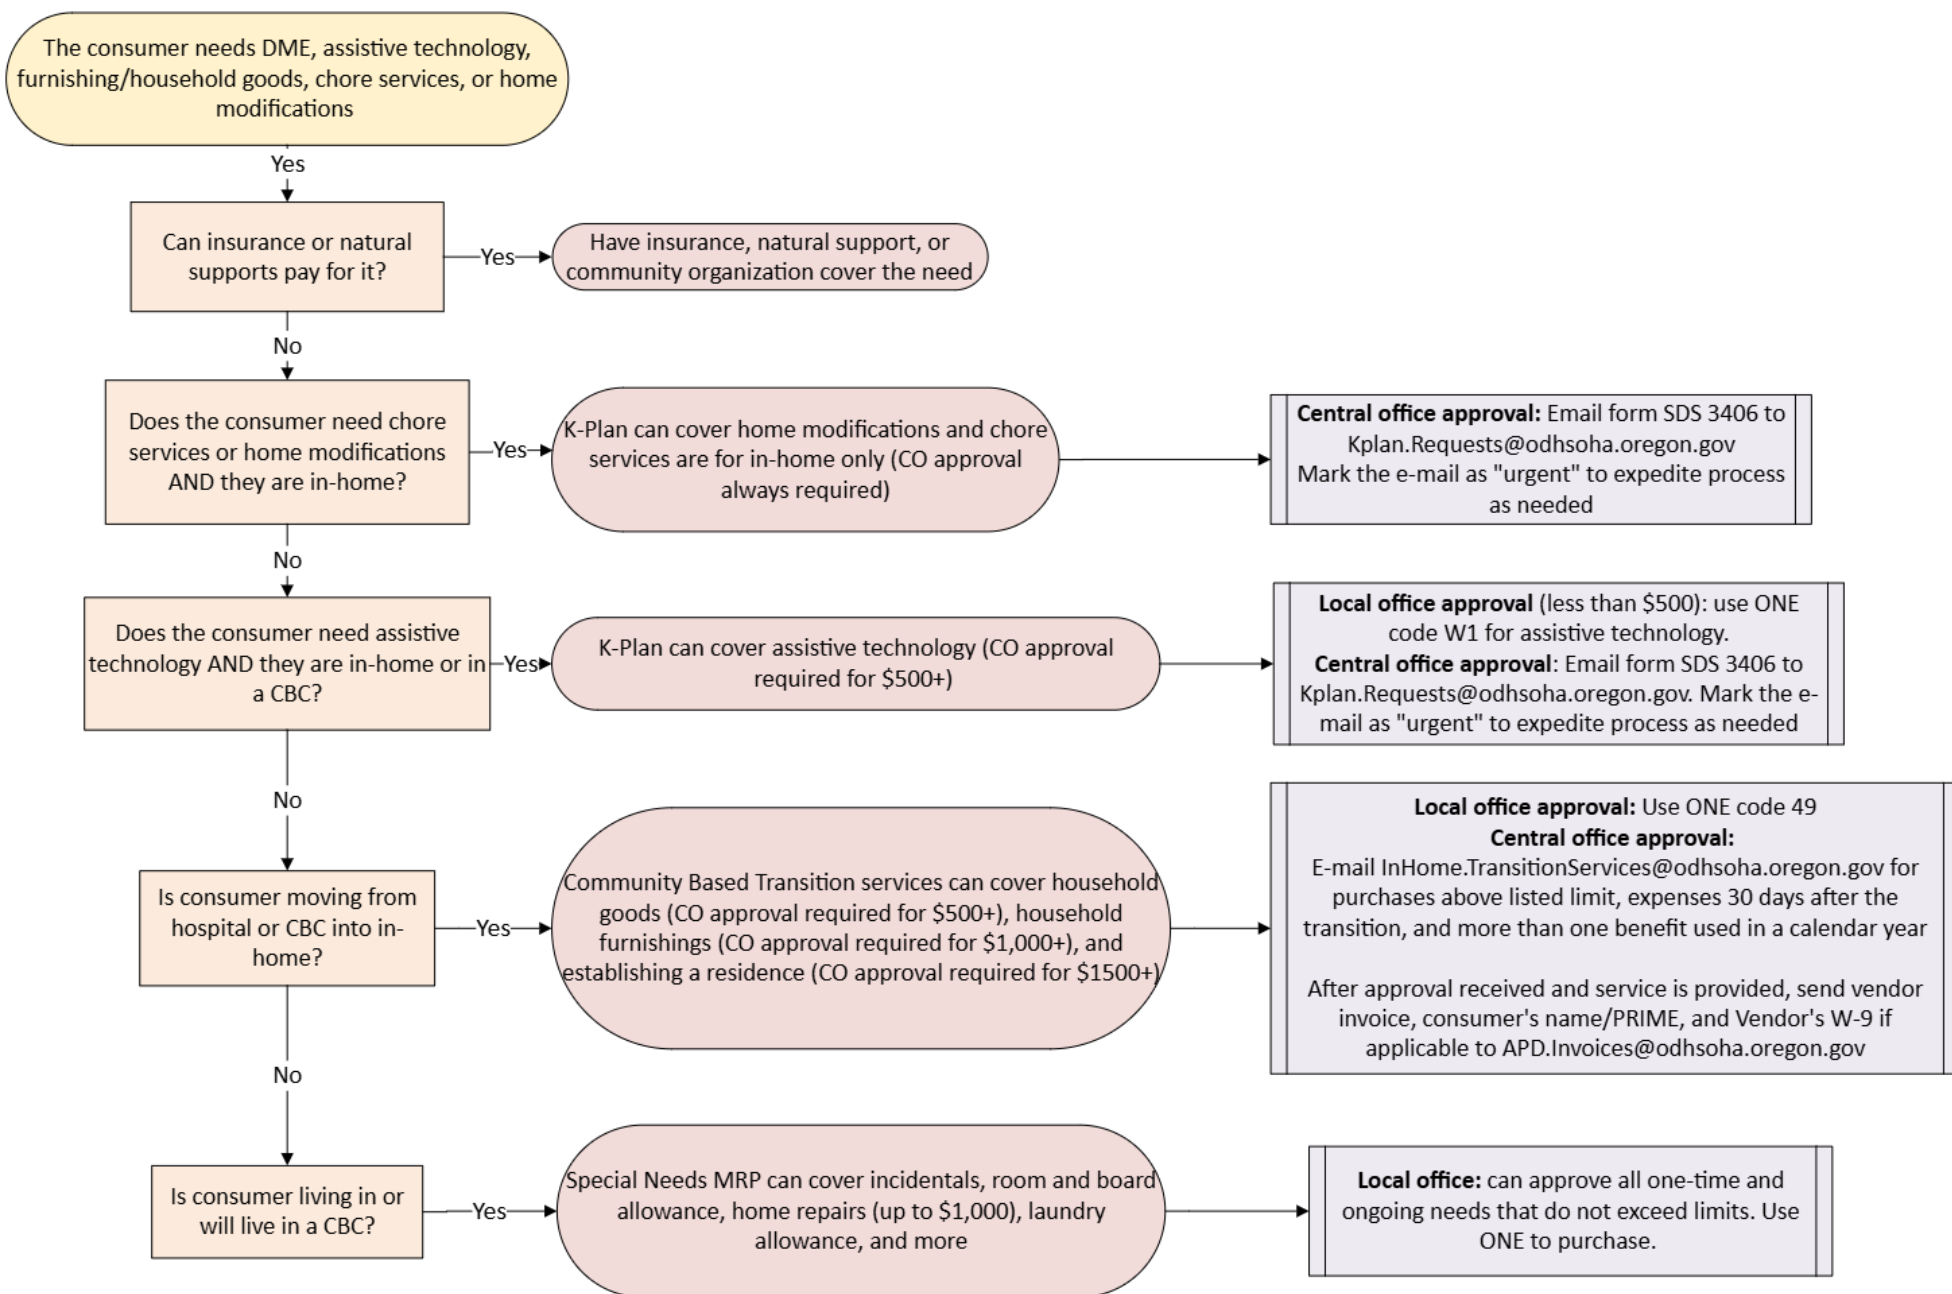 The consumer needs DME, assistive technology,
furnishing/household goods, chore services, or home
modifications
Yes
Can insurance or natural
supports pay for it?
Yes
Have insurance, natural support, or
community organization cover the need
No
Does the consumer need chore
services or home modifications
AND they are in-home?
Yes
K-Plan can cover home modifications and chore
services are for in-home only (CO approval
always required)
Central office approval: Email form SDS 3406 to
Kplan.Requests@odhsoha.oregon.gov
Mark the e-mail as "urgent" to expedite process
as needed
No
Does the consumer need assistive
technology AND they are in-home or in
a CBC?
Yes
K-Plan can cover assistive technology (CO approval
required for $500+)
Local office approval (less than $500): use ONE
code W1 for assistive technology.
Central office approval: Email form SDS 3406 to
Kplan.Requests@odhsoha.oregon.gov. Mark the e-
mail as "urgent" to expedite process as needed
No
Is consumer moving from
hospital or CBC into in-
home?
Yes
Community Based Transition services can cover household
goods (CO approval required for $500+), household
furnishings (CO approval required for $1,000+), and
establishing a residence (CO approval required for $1500+)
Local office approval: Use ONE code 49
Central office approval:
E-mail InHome.TransitionServices@odhsoha.oregon.gov for
purchases above listed limit, expenses 30 days after the
transition, and more than one benefit used in a calendar year
After approval received and service is provided, send vendor
invoice, consumer's name/PRIME, and Vendor's W-9 if
applicable to APD.Invoices@odhsoha.oregon.gov
No
Is consumer living in or
will live in a CBC?
Yes
Special Needs MRP can cover incidentals, room and board
allowance, home repairs (up to $1,000), laundry
allowance, and more
Local office: can approve all one-time and
ongoing needs that do not exceed limits. Use
ONE to purchase.